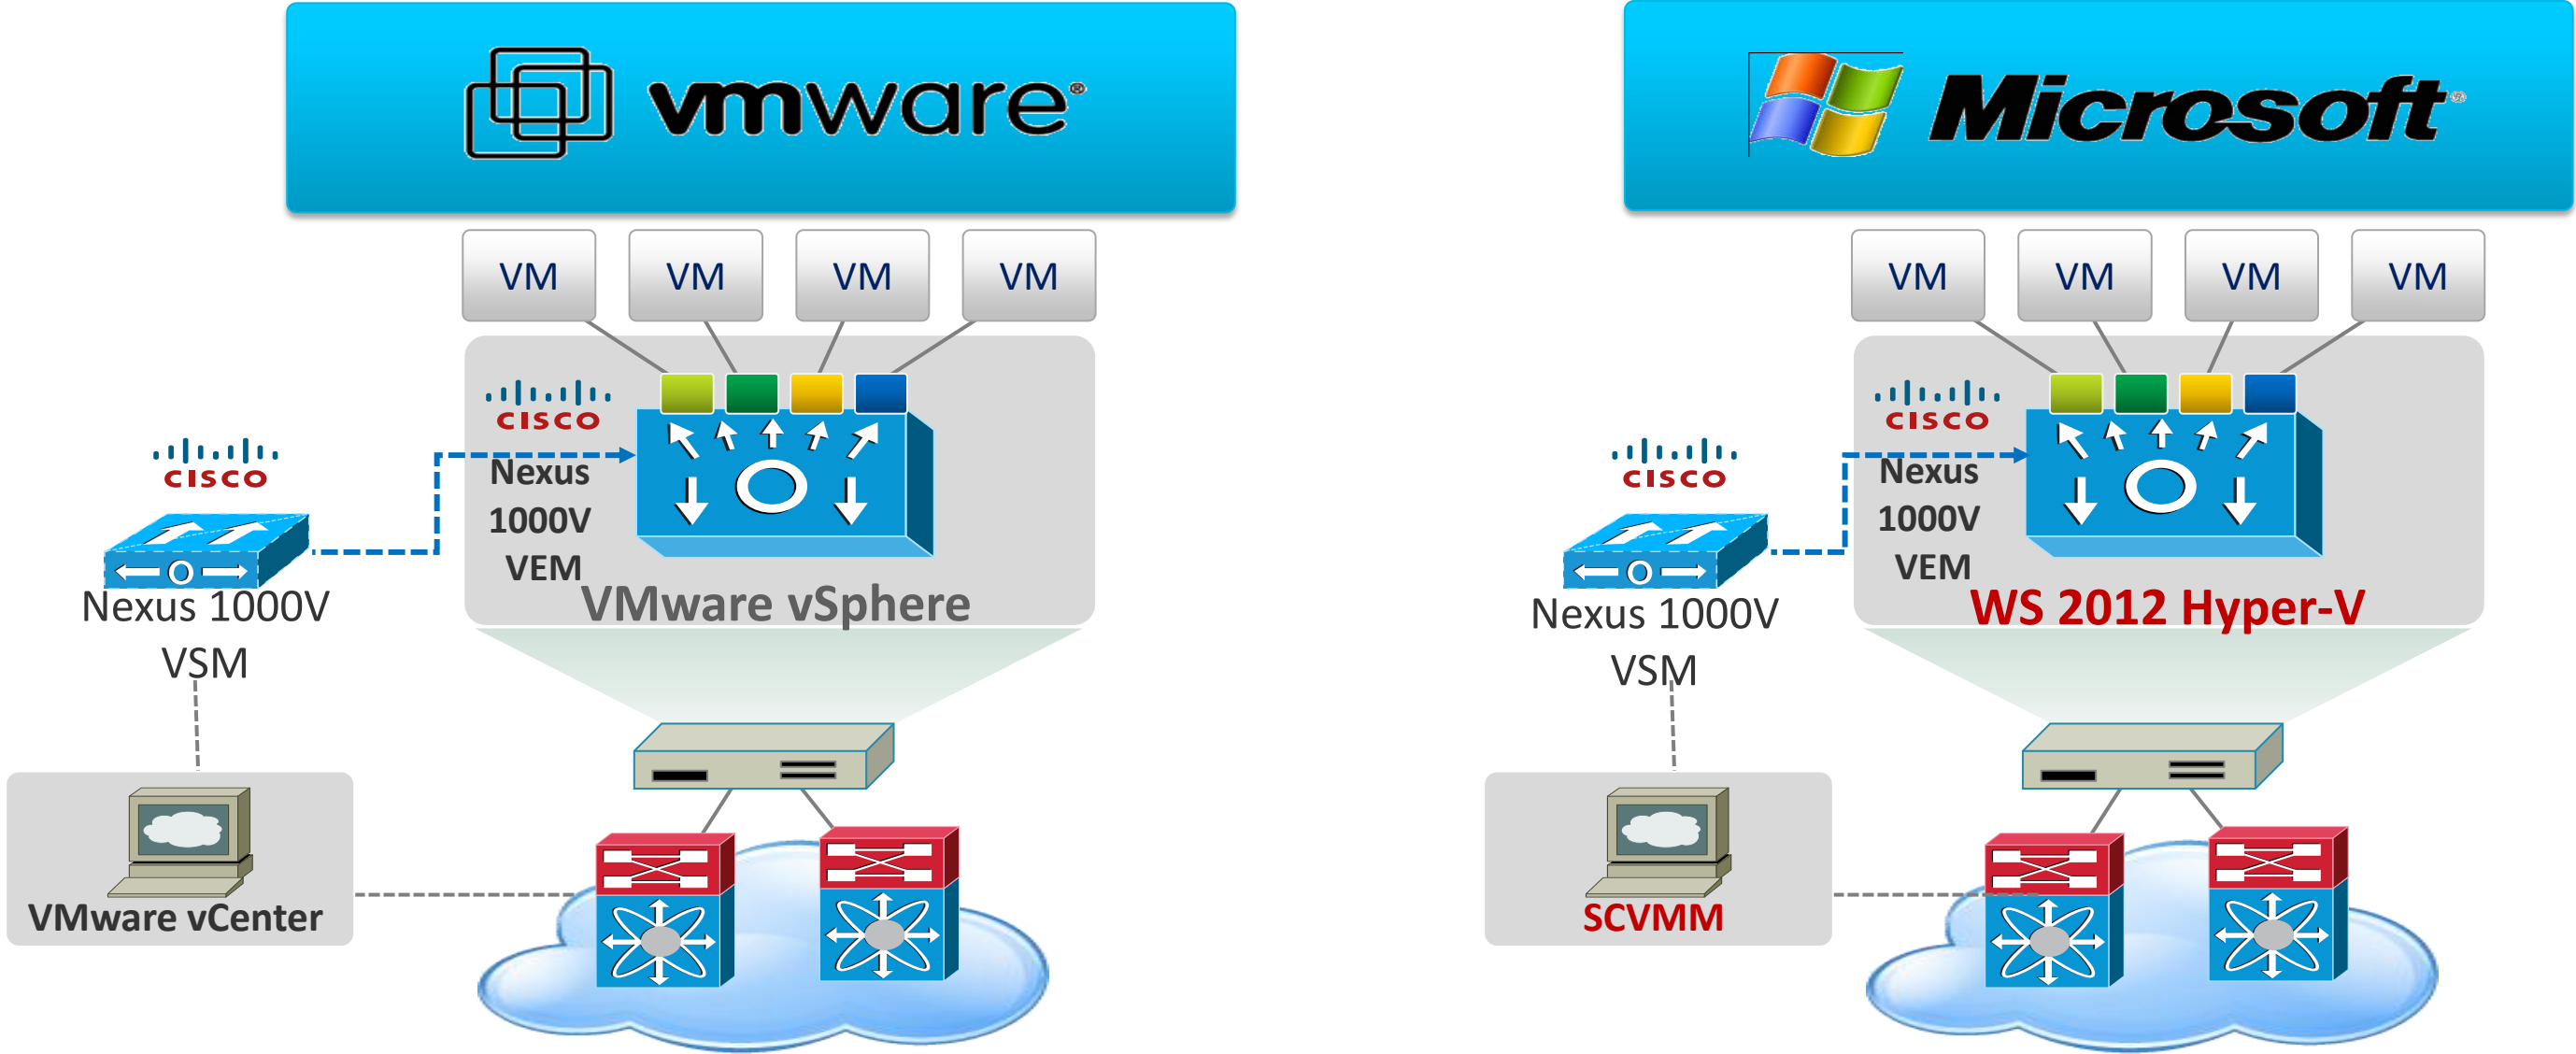 vmware®
VM VM VM VM
CISCO
Nexus
1000V
VEM
VMware vSphere
CISCO
Nexus 1000V
VSM
VMware vCenter
Microsoft®
VM VM VM VM
CISCO
Nexus
1000V
VEM
WS 2012 Hyper-V
CISCO
Nexus 1000V
VSM
SCVMM